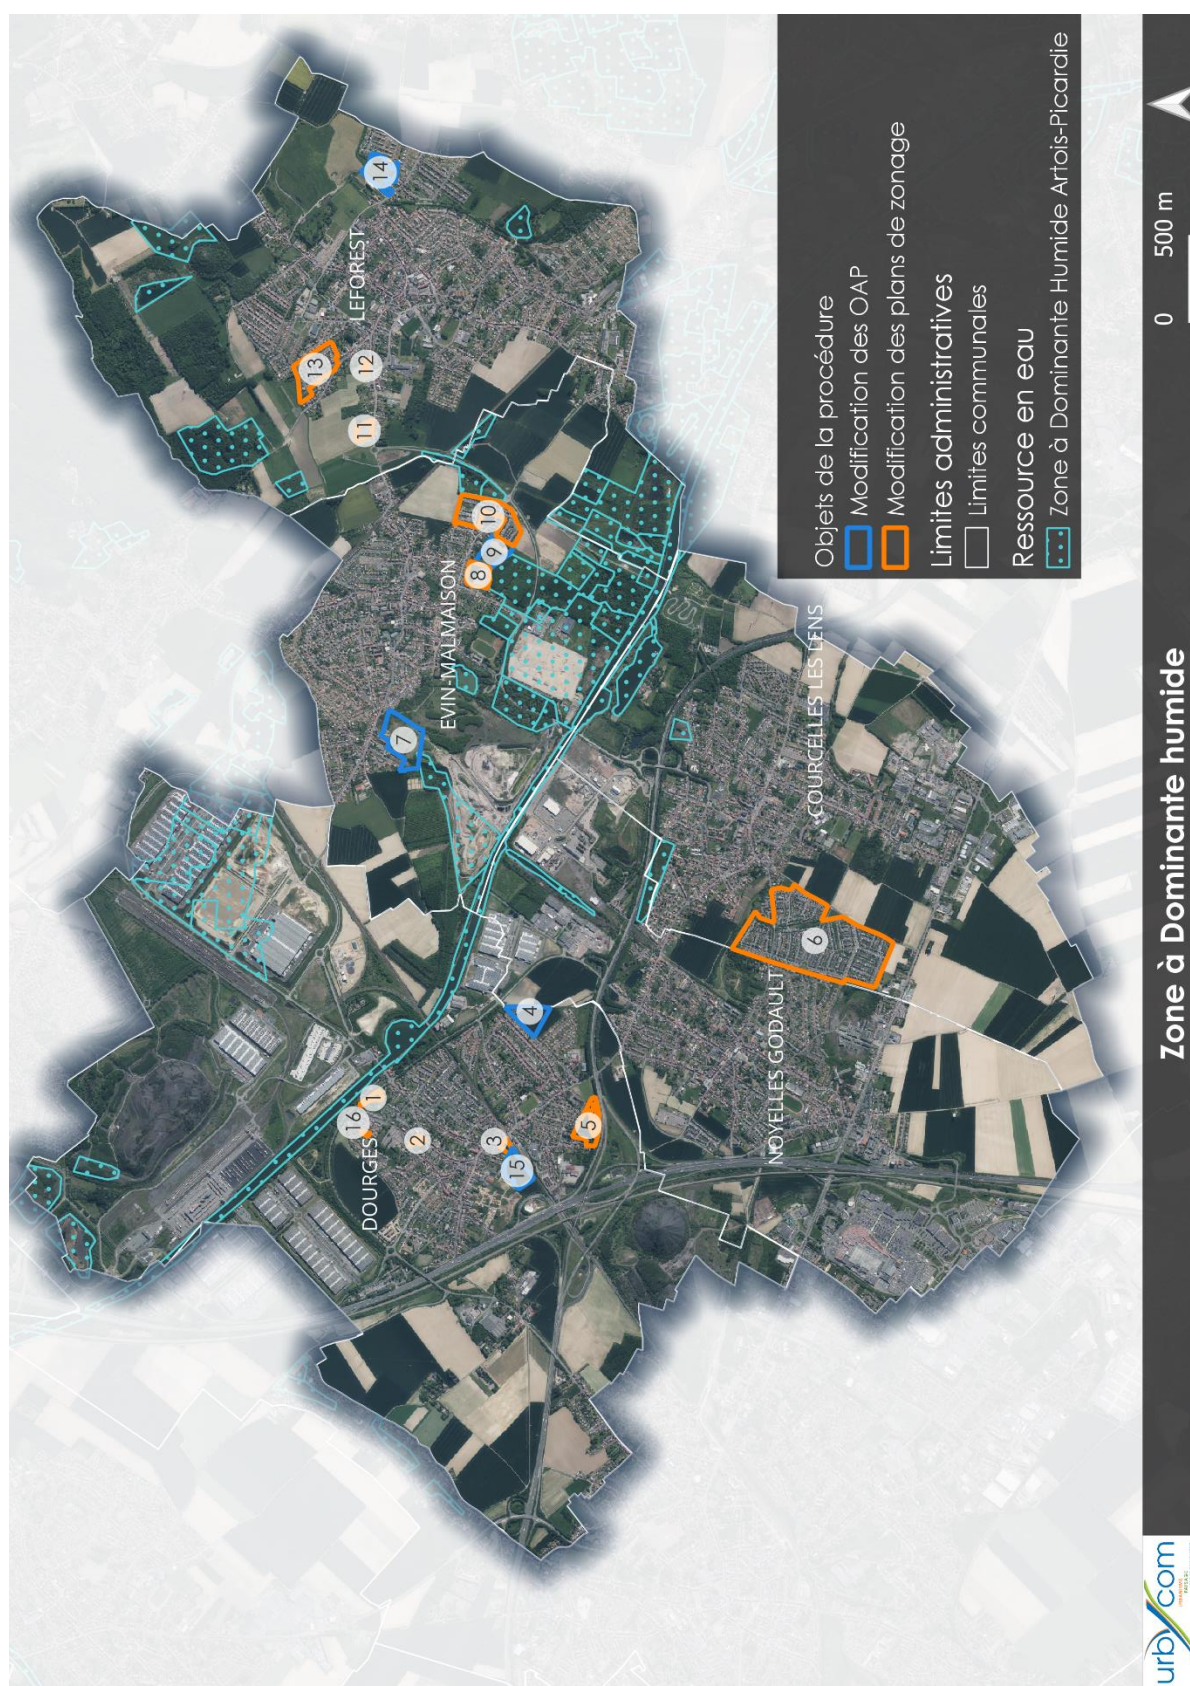 LEFOREST
14
13
12
11
10
9
8
EVIN-MALMAISON
7
COURCELLES LES LENS
6
NOYELLES GODAULT
4
5
1
16
DOURGES
2
3
15
Objets de la procédure
Modification des OAP
Modification des plans de zonage
Limites administratives
Limites communales
Ressource en eau
Zone à Dominante Humide Artois-Picardie
urbycom
URBANISME
PAYSAGE
Zone à Dominante humide
0 500 m